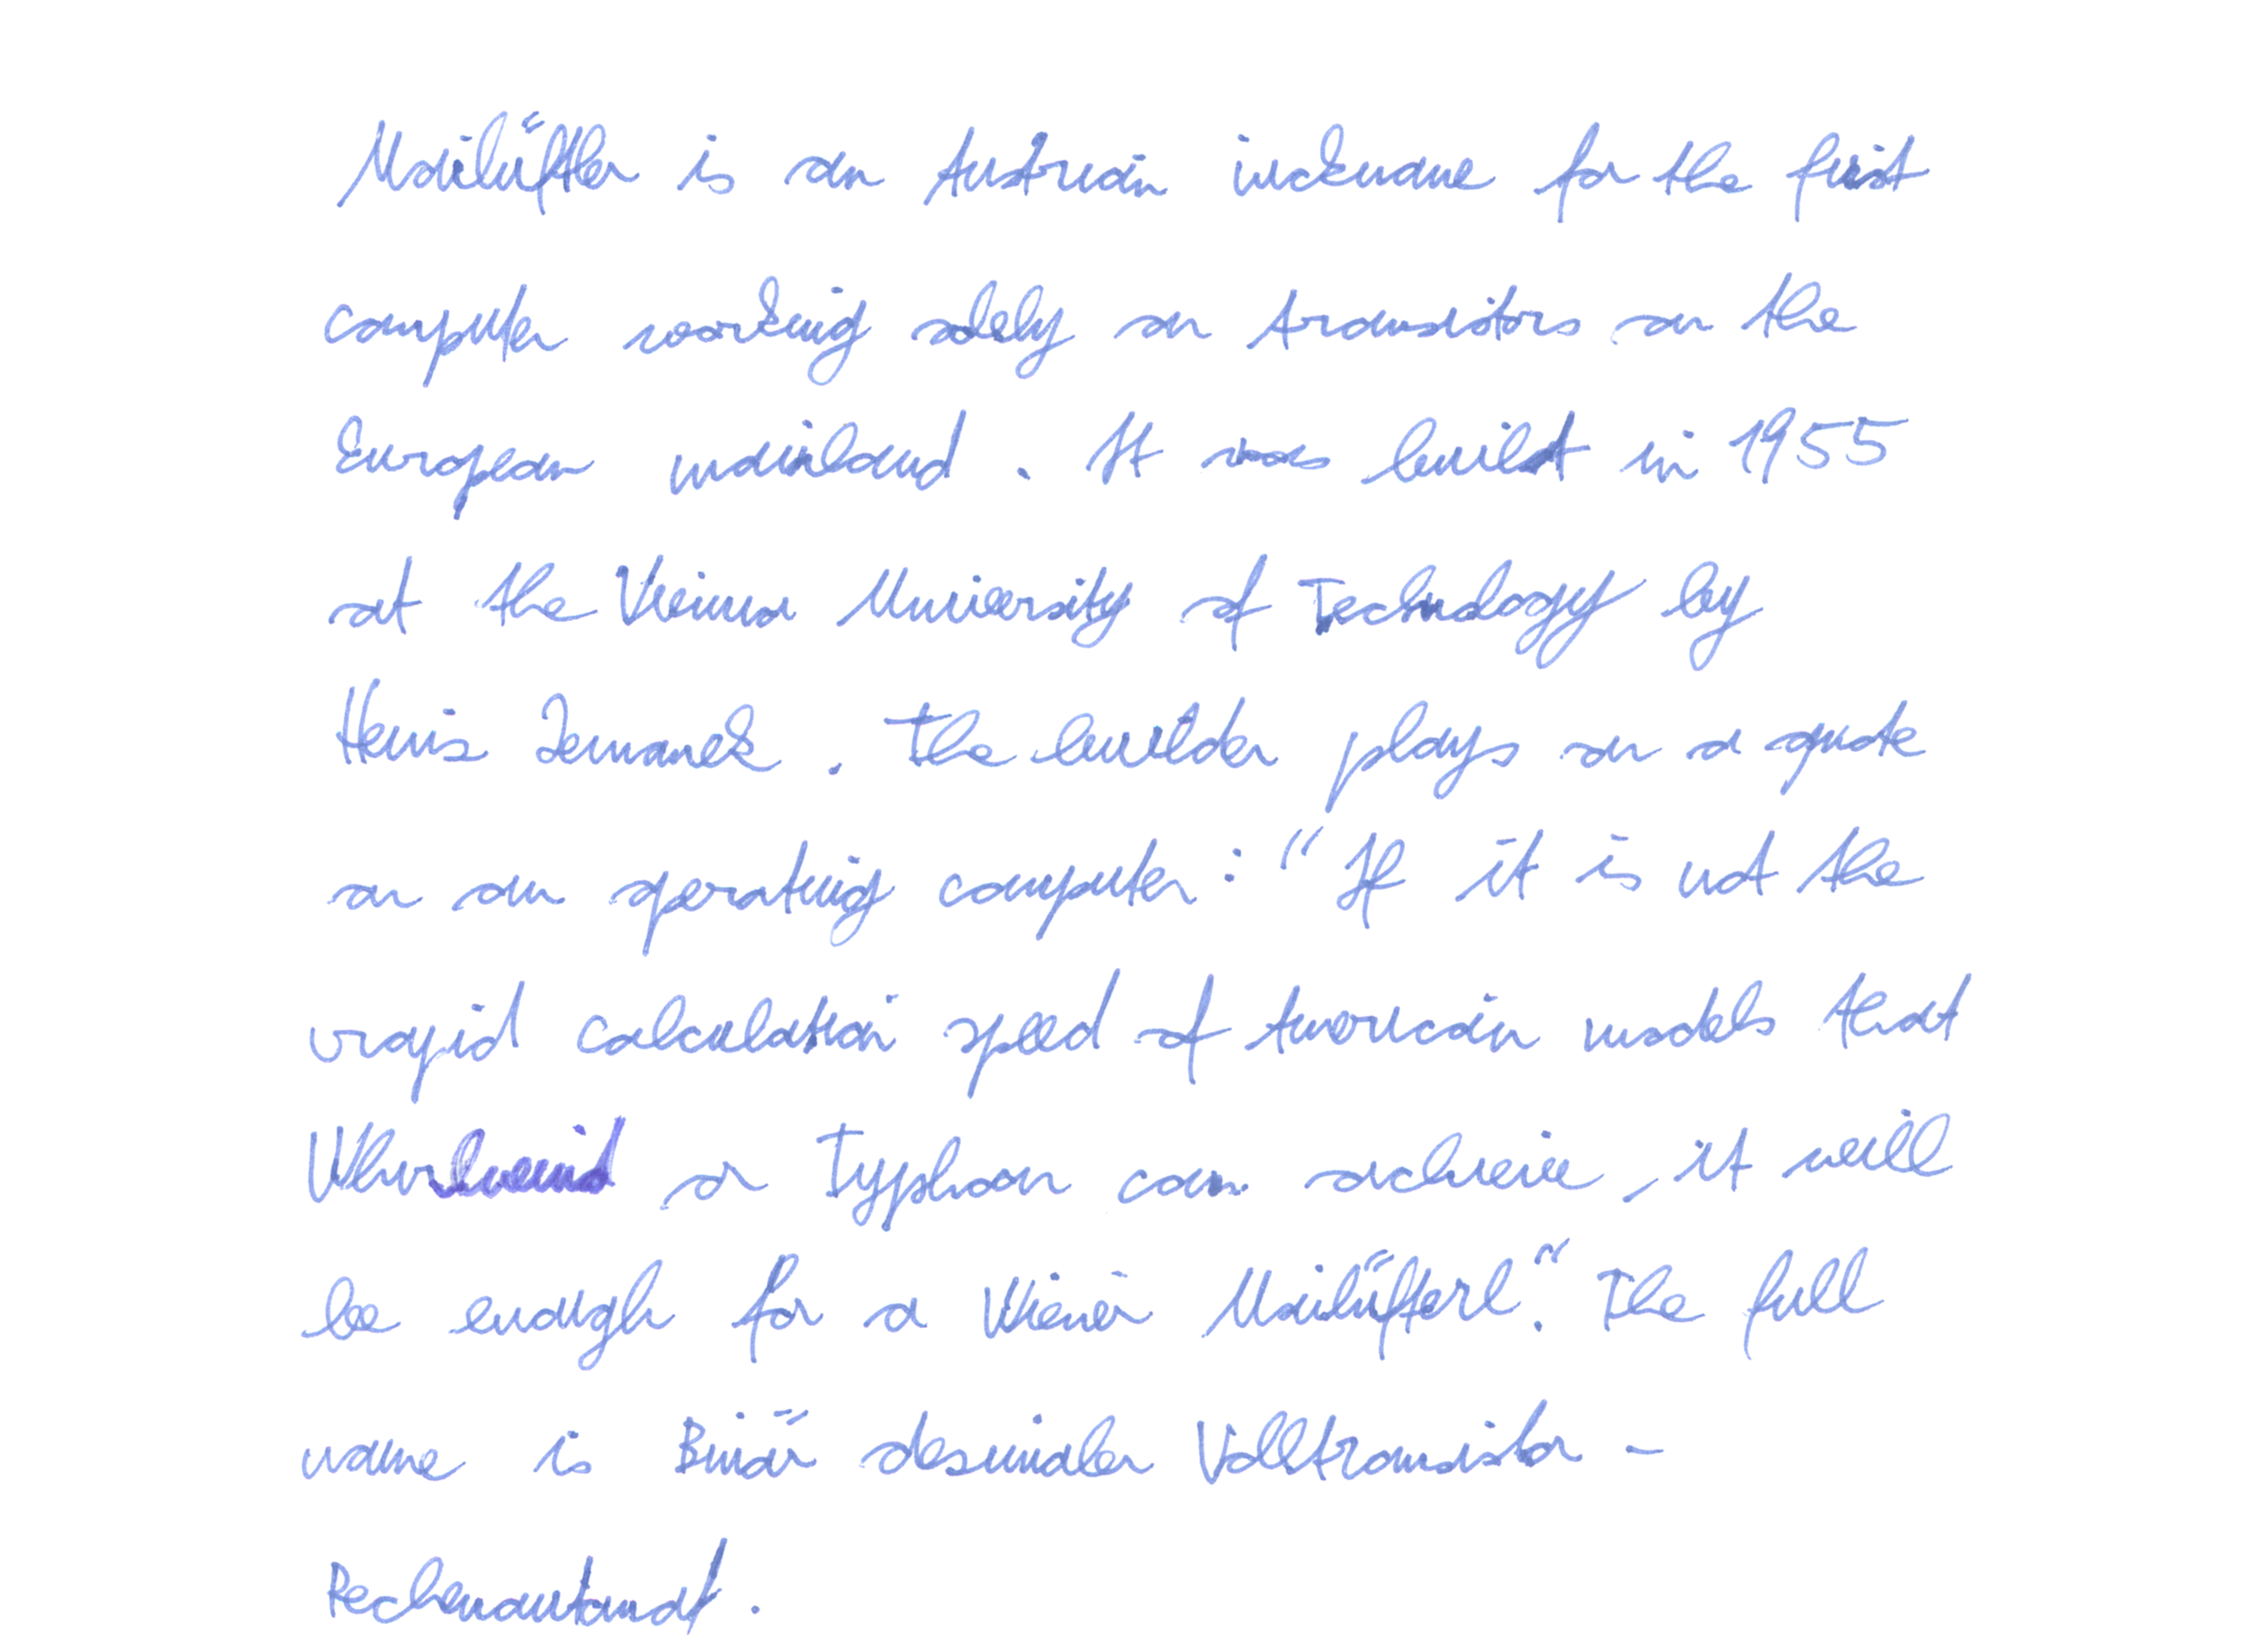 Mailüfter is an Austrian nickname for the first
computer working solely on transistors on the
European mainland. It was built in 1955
at the Vienna University of Technology by
Heinz Zemanek. The builder plays on a quote
on an operating computer: "If it is not the
rapid calculation speed of American models that
Whirlwind or Typhoon can achieve, it will
be enough for a Wiener Mailüfterl". The full
name is Binär dezimaler Volltransistor -
Rechenautomat.